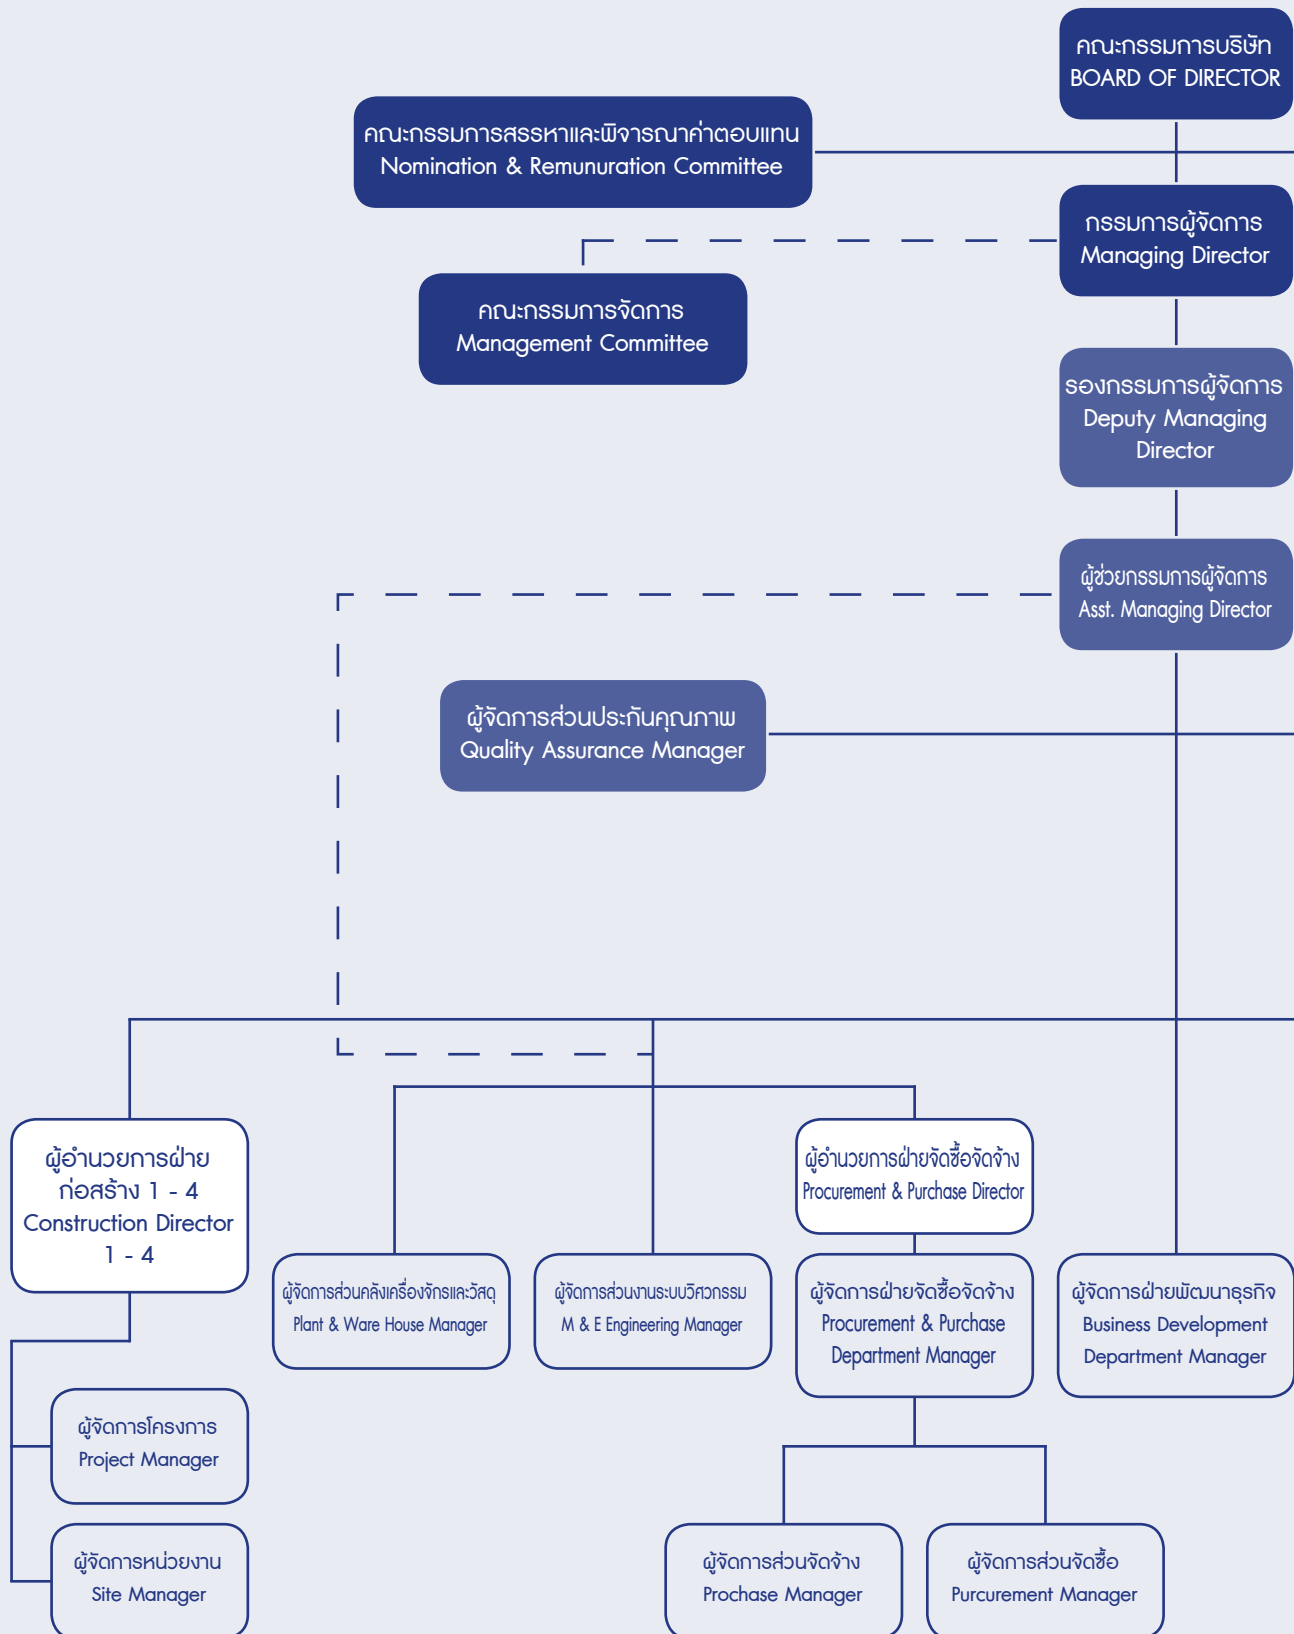 คณะกรรมการบริษัท
BOARD OF DIRECTOR
คณะกรรมการสรรหาและพิจารณาค่าตอบแทน
Nomination & Remunuration Committee
กรรมการผู้จัดการ
Managing Director
คณะกรรมการจัดการ
Management Committee
รองกรรมการผู้จัดการ
Deputy Managing
Director
ผู้ช่วยกรรมการผู้จัดการ
Asst. Managing Director
ผู้จัดการส่วนประกันคุณภาพ
Quality Assurance Manager
ผู้อำนวยการฝ่าย
ก่อสร้าง 1 - 4
Construction Director
1 - 4
ผู้อำนวยการฝ่ายจัดซื้อจัดจ้าง
Procurement & Purchase Director
ผู้จัดการส่วนคลังเครื่องจักรและวัสดุ
Plant & Ware House Manager
ผู้จัดการส่วนงานระบบวิศวกรรม
M & E Engineering Manager
ผู้จัดการฝ่ายจัดซื้อจัดจ้าง
Procurement & Purchase
Department Manager
ผู้จัดการฝ่ายพัฒนาธุรกิจ
Business Development
Department Manager
ผู้จัดการโครงการ
Project Manager
ผู้จัดการหน่วยงาน
Site Manager
ผู้จัดการส่วนจัดจ้าง
Prochase Manager
ผู้จัดการส่วนจัดซื้อ
Purcurement Manager